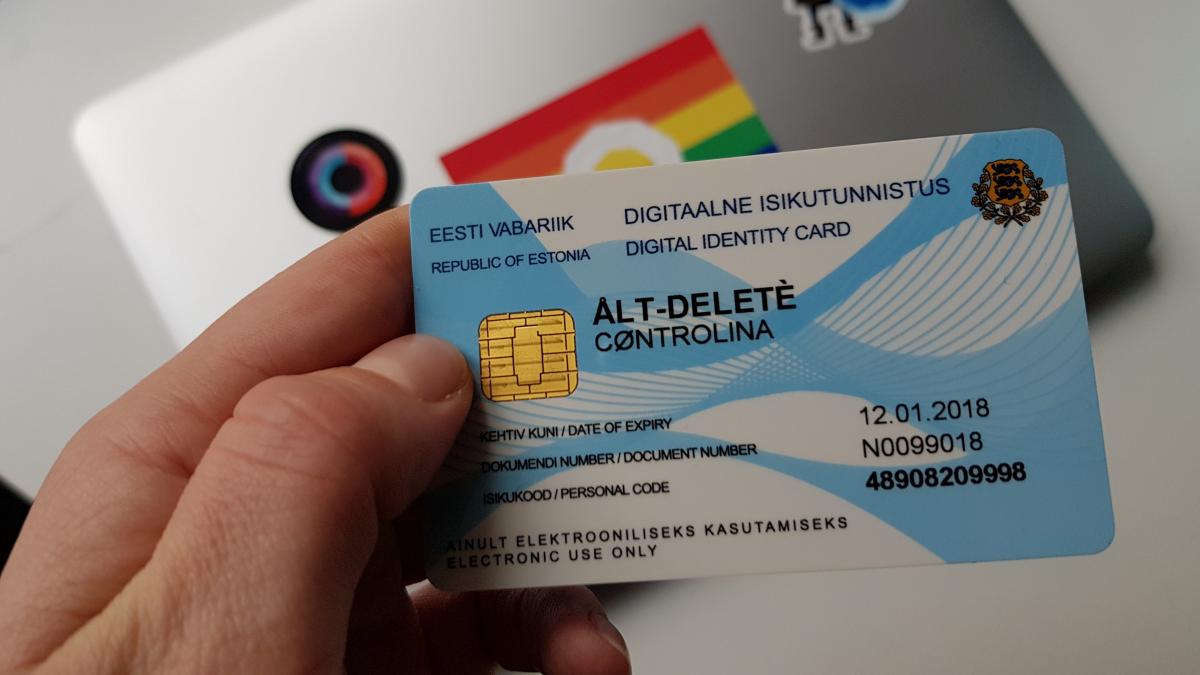 EESTI VABARIIK
REPUBLIC OF ESTONIA
DIGITAALNE ISIKUTUNNISTUS
DIGITAL IDENTITY CARD
ÅLT-DELETÈ
CØNTROLINA
KEHTIV KUNI / DATE OF EXPIRY 12.01.2018
DOKUMENDI NUMBER / DOCUMENT NUMBER N0099018
ISIKUKOOD / PERSONAL CODE 48908209998
AINULT ELEKTROONILISEKS KASUTAMISEKS
ELECTRONIC USE ONLY